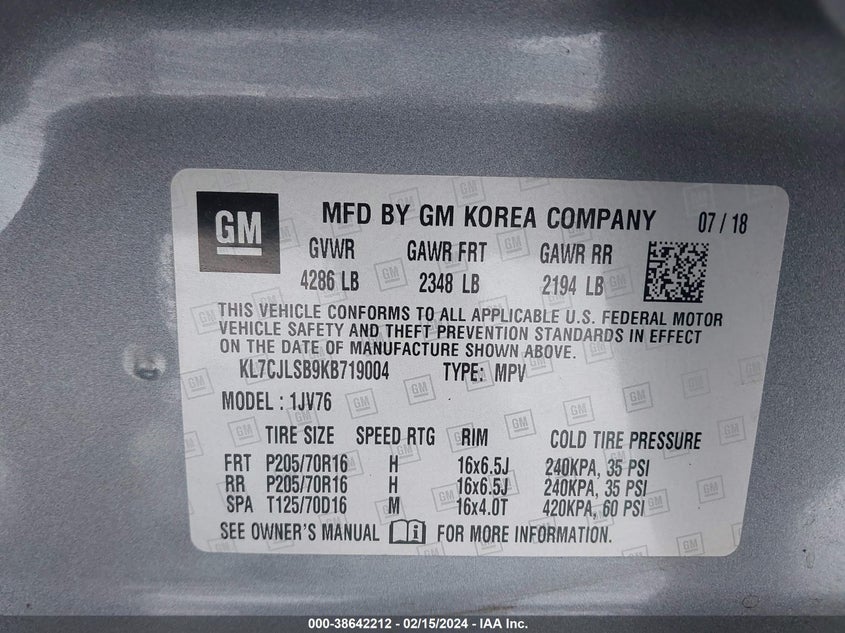 GM MFD BY GM KOREA COMPANY 07 / 18
GVWR GAWR FRT GAWR RR
4286 LB 2348 LB 2194 LB
THIS VEHICLE CONFORMS TO ALL APPLICABLE U.S. FEDERAL MOTOR
VEHICLE SAFETY AND THEFT PREVENTION STANDARDS IN EFFECT
ON THE DATE OF MANUFACTURE SHOWN ABOVE.
KL7CJLSB9KB719004 TYPE: MPV
MODEL : 1JV76
TIRE SIZE SPEED RTG RIM COLD TIRE PRESSURE
FRT P205/70R16 H 16x6.5J 240KPA, 35 PSI
RR P205/70R16 H 16x6.5J 240KPA, 35 PSI
SPA T125/70D16 M 16x4.0T 420KPA, 60 PSI
SEE OWNER'S MANUAL i FOR MORE INFORMATION.
000-38642212 - 02/15/2024 - IAA Inc.